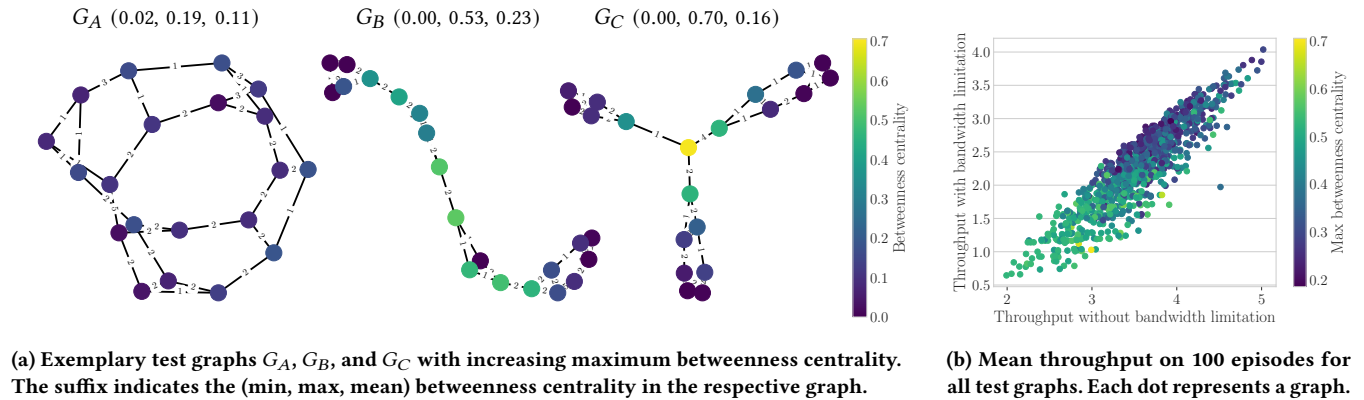 G_A (0.02, 0.19, 0.11)
G_B (0.00, 0.53, 0.23)
G_C (0.00, 0.70, 0.16)
0.7
0.6
0.5
0.4
0.3
0.2
0.1
0.0
Betweenness centrality
Throughput with bandwidth limitation
4.0
3.5
3.0
2.5
2.0
1.5
1.0
0.5
2 3 4 5
Throughput without bandwidth limitation
0.7
0.6
0.5
0.4
0.3
0.2
Max betweenness centrality
(a) Exemplary test graphs G_A, G_B, and G_C with increasing maximum betweenness centrality.
The suffix indicates the (min, max, mean) betweenness centrality in the respective graph.
(b) Mean throughput on 100 episodes for
all test graphs. Each dot represents a graph.